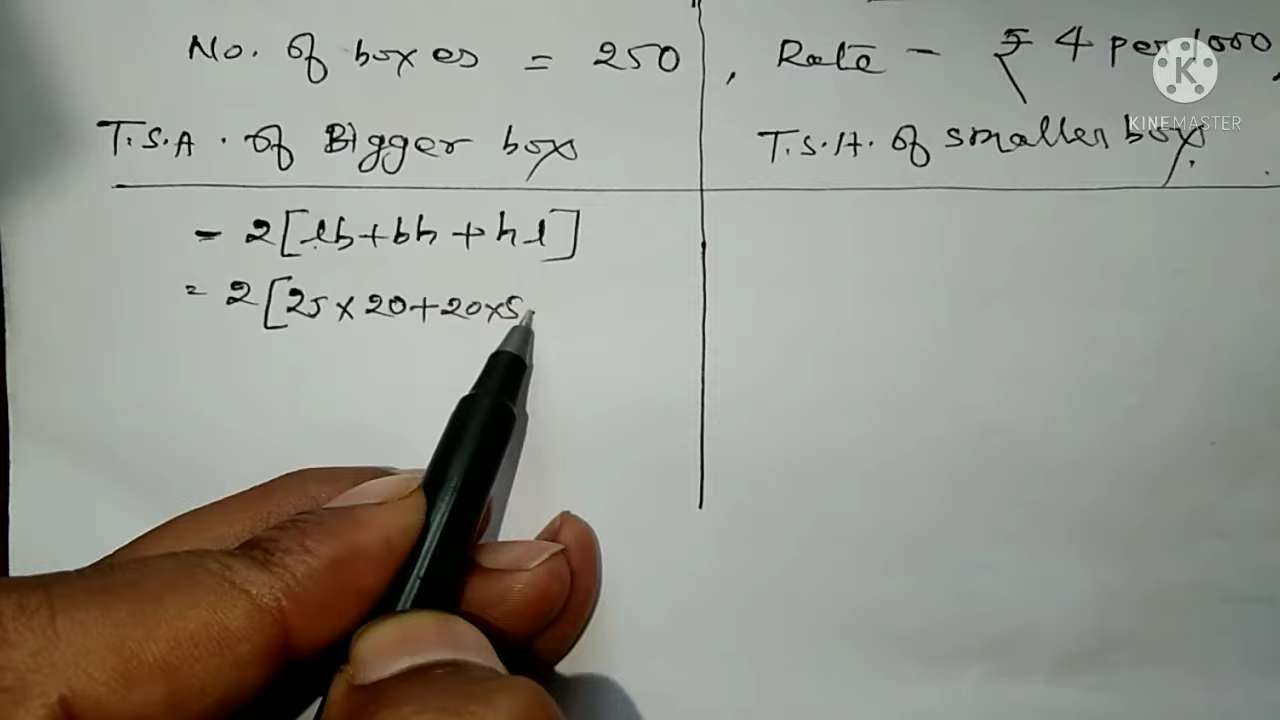 No. of boxes = 250, Rate - ₹ 4 per 1000
KINEMASTER
T.S.A. of Bigger box
T.S.A. of smaller box.
= 2[lb+bh+hl]
= 2[25×20+20×5